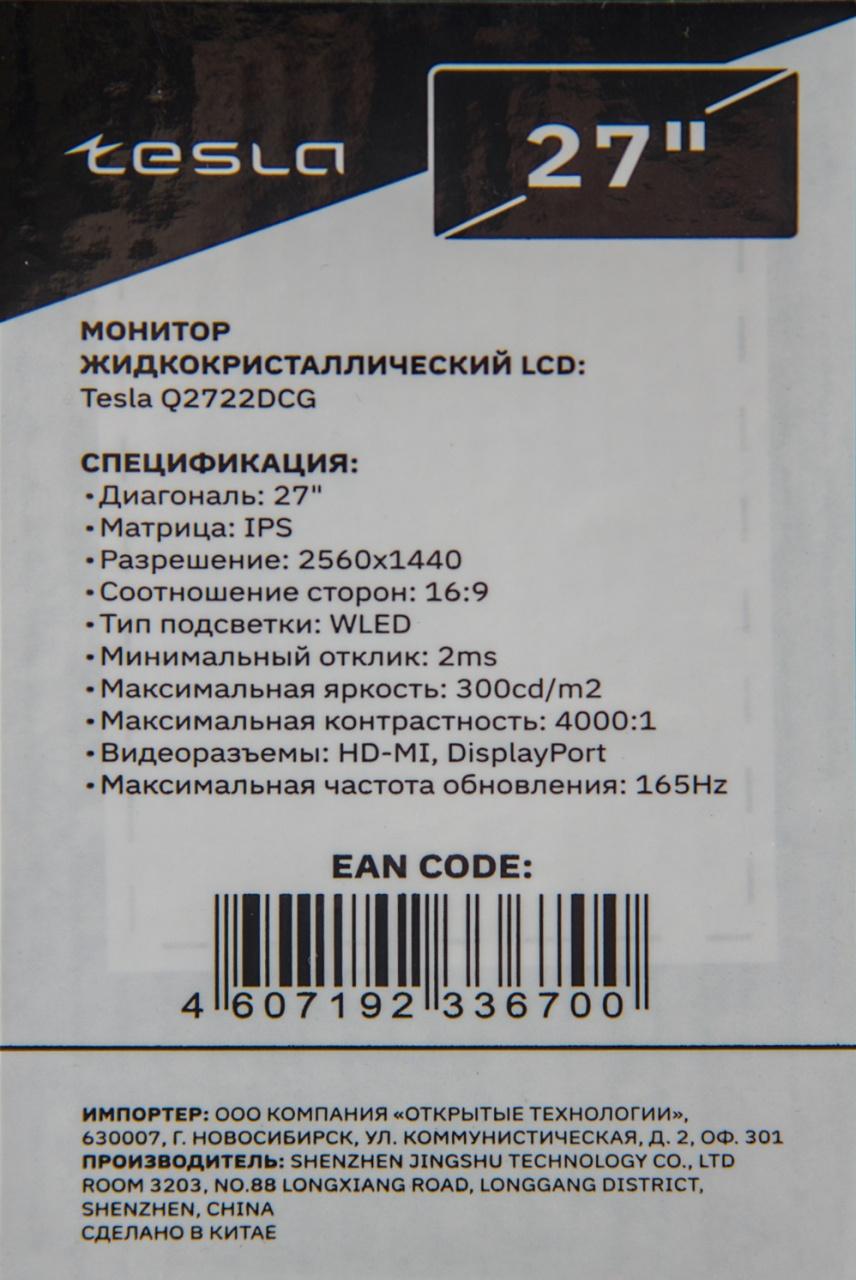 tesla
27"
МОНИТОР
ЖИДКОКРИСТАЛЛИЧЕСКИЙ LCD:
Tesla Q2722DCG
СПЕЦИФИКАЦИЯ:
• Диагональ: 27"
• Матрица: IPS
• Разрешение: 2560x1440
• Соотношение сторон: 16:9
• Тип подсветки: WLED
• Минимальный отклик: 2ms
• Максимальная яркость: 300cd/m2
• Максимальная контрастность: 4000:1
• Видеоразъемы: HD-MI, DisplayPort
• Максимальная частота обновления: 165Hz
EAN CODE:
4 607192 336700
ИМПОРТЕР: ООО КОМПАНИЯ «ОТКРЫТЫЕ ТЕХНОЛОГИИ»,
630007, Г. НОВОСИБИРСК, УЛ. КОММУНИСТИЧЕСКАЯ, Д. 2, ОФ. 301
ПРОИЗВОДИТЕЛЬ: SHENZHEN JINGSHU TECHNOLOGY CO., LTD
ROOM 3203, NO.88 LONGXIANG ROAD, LONGGANG DISTRICT,
SHENZHEN, CHINA
СДЕЛАНО В КИТАЕ